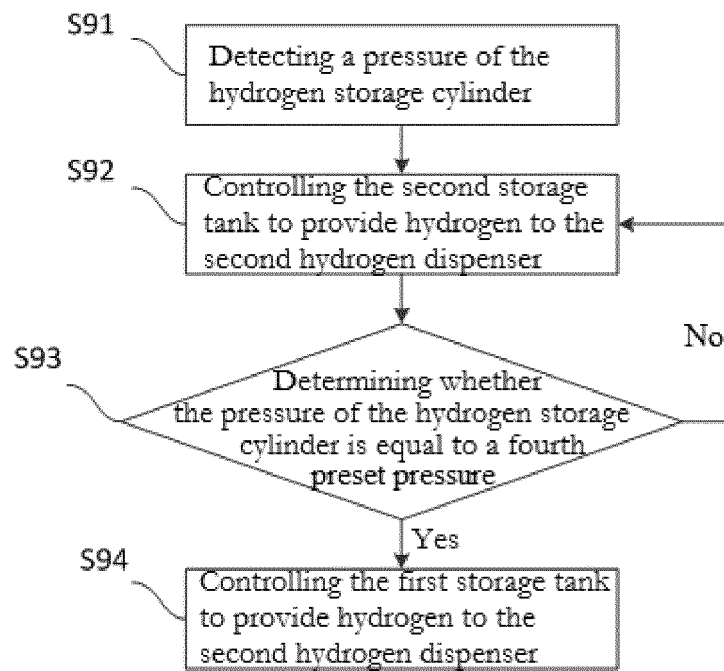 S91
Detecting a pressure of the
hydrogen storage cylinder
S92
Controlling the second storage
tank to provide hydrogen to the
second hydrogen dispenser
No
S93
Determining whether
the pressure of the hydrogen storage
cylinder is equal to a fourth
preset pressure
Yes
S94
Controlling the first storage tank
to provide hydrogen to the
second hydrogen dispenser